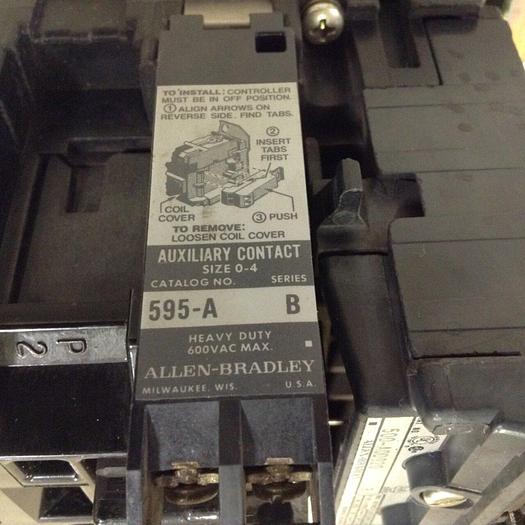 TO INSTALL: CONTROLLER
MUST BE IN OFF POSITION.
① ALIGN ARROWS ON
REVERSE SIDE. FIND TABS.
②
INSERT
TABS
FIRST
COIL
COVER
③ PUSH
TO REMOVE:
LOOSEN COIL COVER
AUXILIARY CONTACT
SIZE 0-4
CATALOG NO. SERIES
595-A B
HEAVY DUTY
600VAC MAX.
ALLEN-BRADLEY
MILWAUKEE, WIS. U.S.A.
P 2